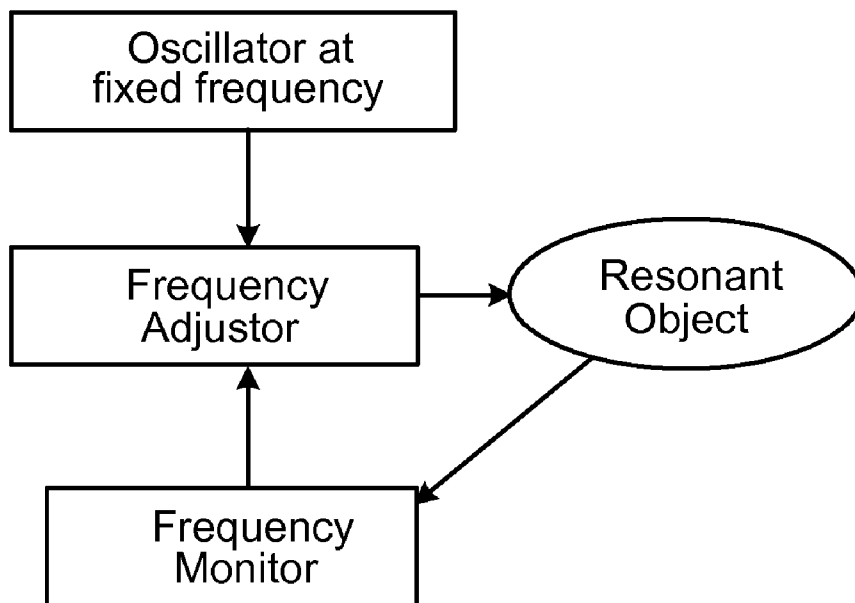 Oscillator at
fixed frequency
Frequency
Adjustor
Resonant
Object
Frequency
Monitor